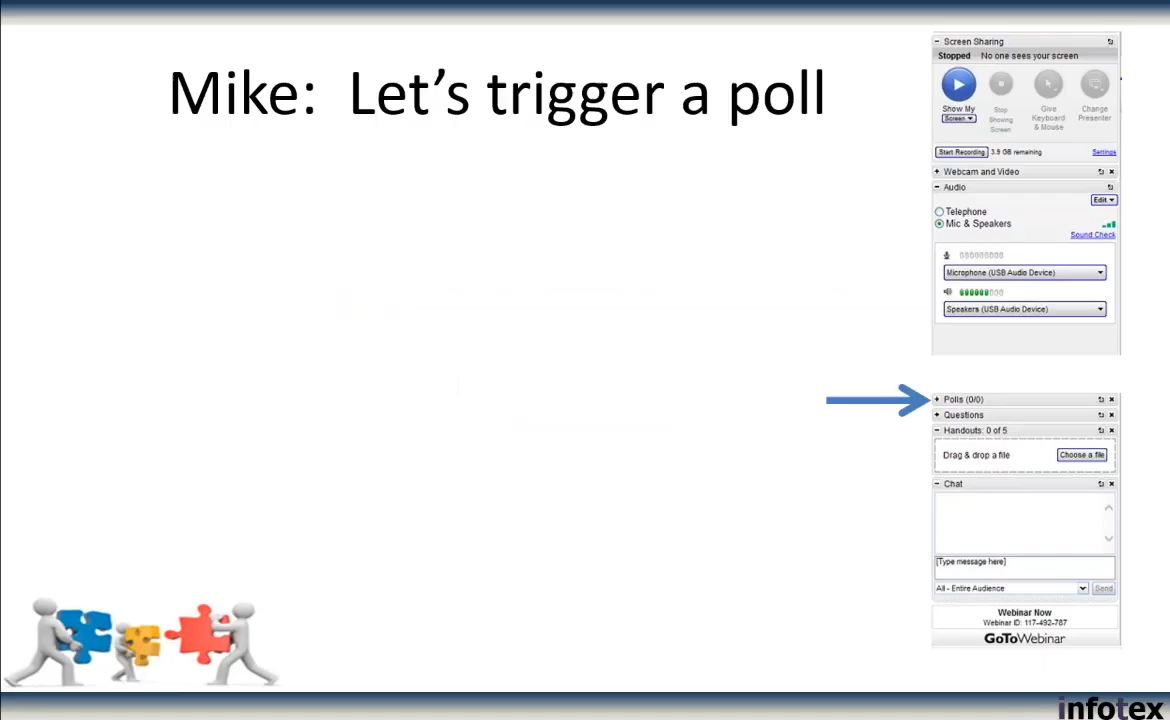 Mike: Let's trigger a poll
− Screen Sharing
Stopped No one sees your screen
Show My
Screen
Stop
Showing
Screen
Give
Keyboard
& Mouse
Change
Presenter
Start Recording 3.9 GB remaining Settings
+ Webcam and Video
− Audio
Edit
Telephone
Mic & Speakers
Sound Check
Microphone (USB Audio Device)
Speakers (USB Audio Device)
+ Polls (0/0)
+ Questions
− Handouts: 0 of 5
Drag & drop a file Choose a file
− Chat
[Type message here]
All - Entire Audience Send
Webinar Now
Webinar ID: 117-492-787
GoToWebinar
infotex